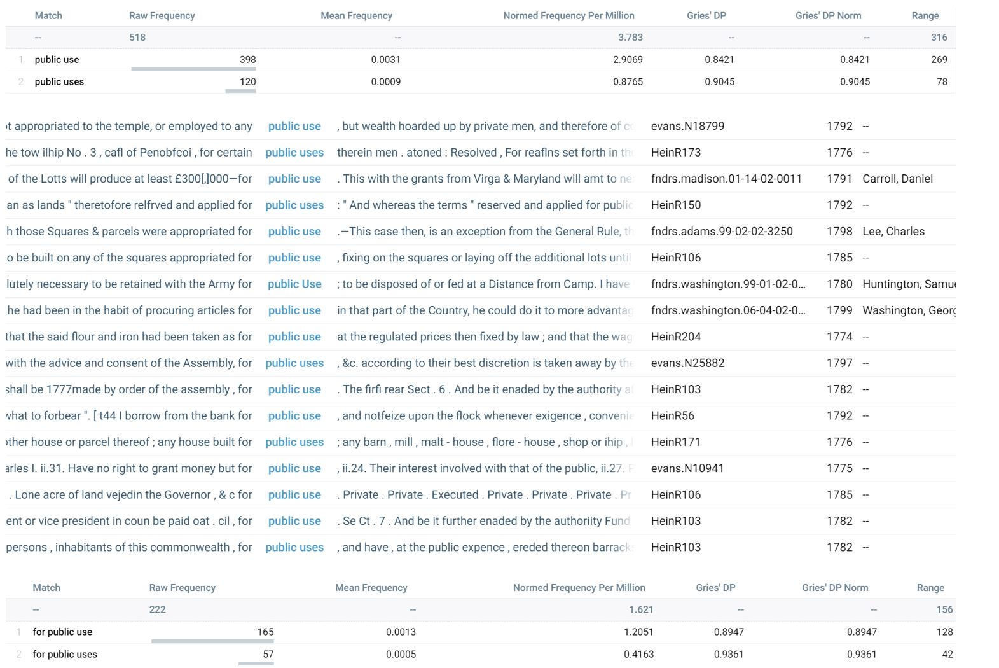 Match Raw Frequency Mean Frequency Normed Frequency Per Million Gries' DP Gries' DP Norm Range
-- 518 -- 3.783 -- -- 316
1 public use 398 0.0031 2.9069 0.8421 0.8421 269
2 public uses 120 0.0009 0.8765 0.9045 0.9045 78
ot appropriated to the temple, or employed to any public use , but wealth hoarded up by private men, and therefore of co evans.N18799 1792 --
he tow ilhip No . 3 , cafl of Penobfcoi , for certain public uses therein men . atoned : Resolved , For reaflns set forth in the HeinR173 1776 --
of the Lotts will produce at least £300[,]000—for public use . This with the grants from Virga & Maryland will amt to ne fndrs.madison.01-14-02-0011 1791 Carroll, Daniel
an as lands " theretofore relfrved and applied for public uses : " And whereas the terms " reserved and applied for public HeinR150 1792 --
h those Squares & parcels were appropriated for public use .—This case then, is an exception from the General Rule, th fndrs.adams.99-02-02-3250 1798 Lee, Charles
to be built on any of the squares appropriated for public use , fixing on the squares or laying off the additional lots until HeinR106 1785 --
lutely necessary to be retained with the Army for public Use ; to be disposed of or fed at a Distance from Camp. I have fndrs.washington.99-01-02-0... 1780 Huntington, Samue
he had been in the habit of procuring articles for public use in that part of the Country, he could do it to more advantag fndrs.washington.06-04-02-0... 1799 Washington, Georg
that the said flour and iron had been taken as for public use at the regulated prices then fixed by law ; and that the wag HeinR204 1774 --
with the advice and consent of the Assembly, for public uses , &c. according to their best discretion is taken away by the evans.N25882 1797 --
shall be 1777made by order of the assembly , for public use . The firfi rear Sect . 6 . And be it enaded by the authority af HeinR103 1782 --
what to forbear ". [ t44 I borrow from the bank for public use , and notfeize upon the flock whenever exigence , convenie HeinR56 1792 --
other house or parcel thereof ; any house built for public uses ; any barn , mill , malt - house , flore - house , shop or ihip , HeinR171 1776 --
arles I. ii.31. Have no right to grant money but for public use , ii.24. Their interest involved with that of the public, ii.27. F evans.N10941 1775 --
. Lone acre of land vejedin the Governor , & c for public use . Private . Private . Executed . Private . Private . Private . Pr HeinR106 1785 --
ent or vice president in coun be paid oat . cil , for public use . Se Ct . 7 . And be it further enaded by the authoriity Fund HeinR103 1782 --
persons , inhabitants of this commonwealth , for public uses , and have , at the public expence , ereded thereon barracks HeinR103 1782 --
Match Raw Frequency Mean Frequency Normed Frequency Per Million Gries' DP Gries' DP Norm Range
-- 222 -- 1.621 -- -- 156
1 for public use 165 0.0013 1.2051 0.8947 0.8947 128
2 for public uses 57 0.0005 0.4163 0.9361 0.9361 42